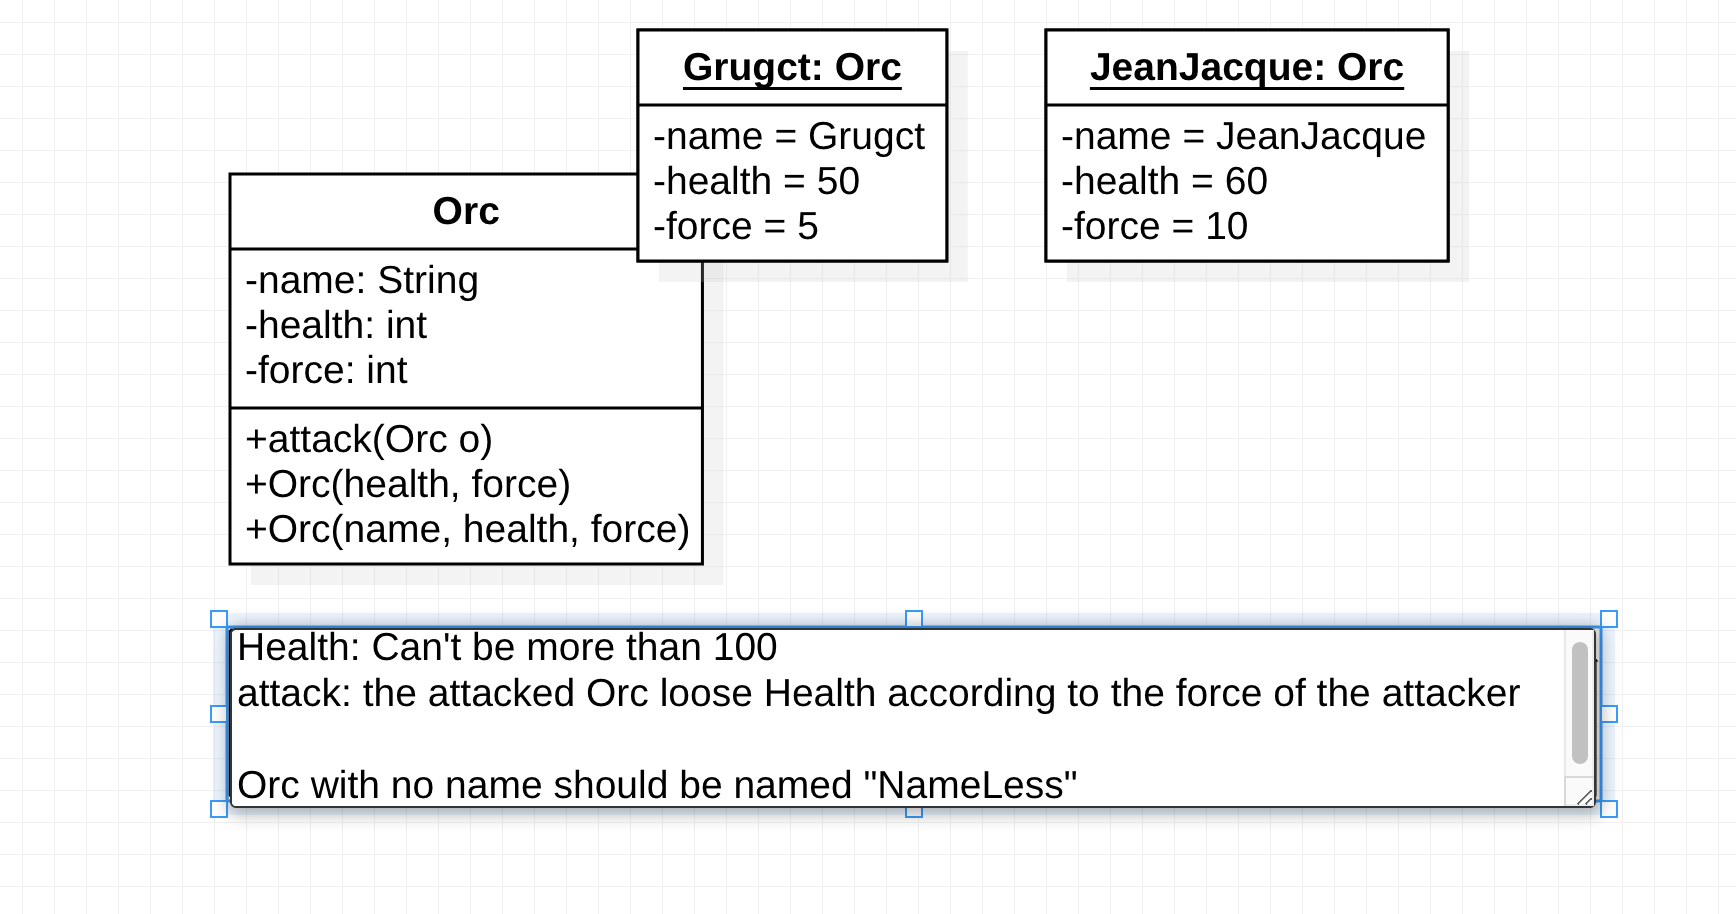 Grugct: Orc
-name = Grugct
-health = 50
-force = 5
JeanJacque: Orc
-name = JeanJacque
-health = 60
-force = 10
Orc
-name: String
-health: int
-force: int
+attack(Orc o)
+Orc(health, force)
+Orc(name, health, force)
Health: Can't be more than 100
attack: the attacked Orc loose Health according to the force of the attacker
Orc with no name should be named "NameLess"